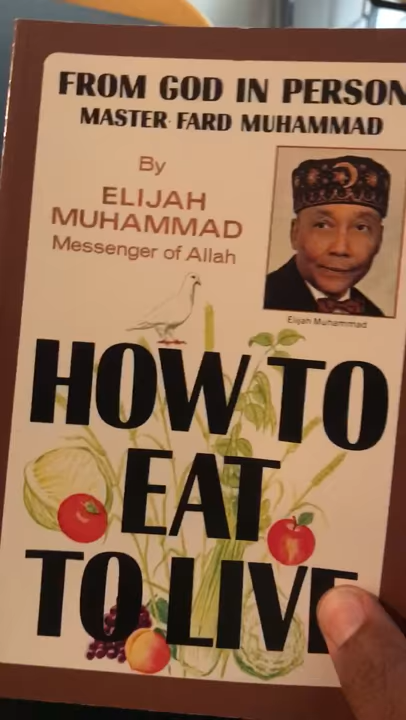 FROM GOD IN PERSON
MASTER FARD MUHAMMAD
By
ELIJAH
MUHAMMAD
Messenger of Allah
Elijah Muhammad
HOW TO
EAT
TO LIVE